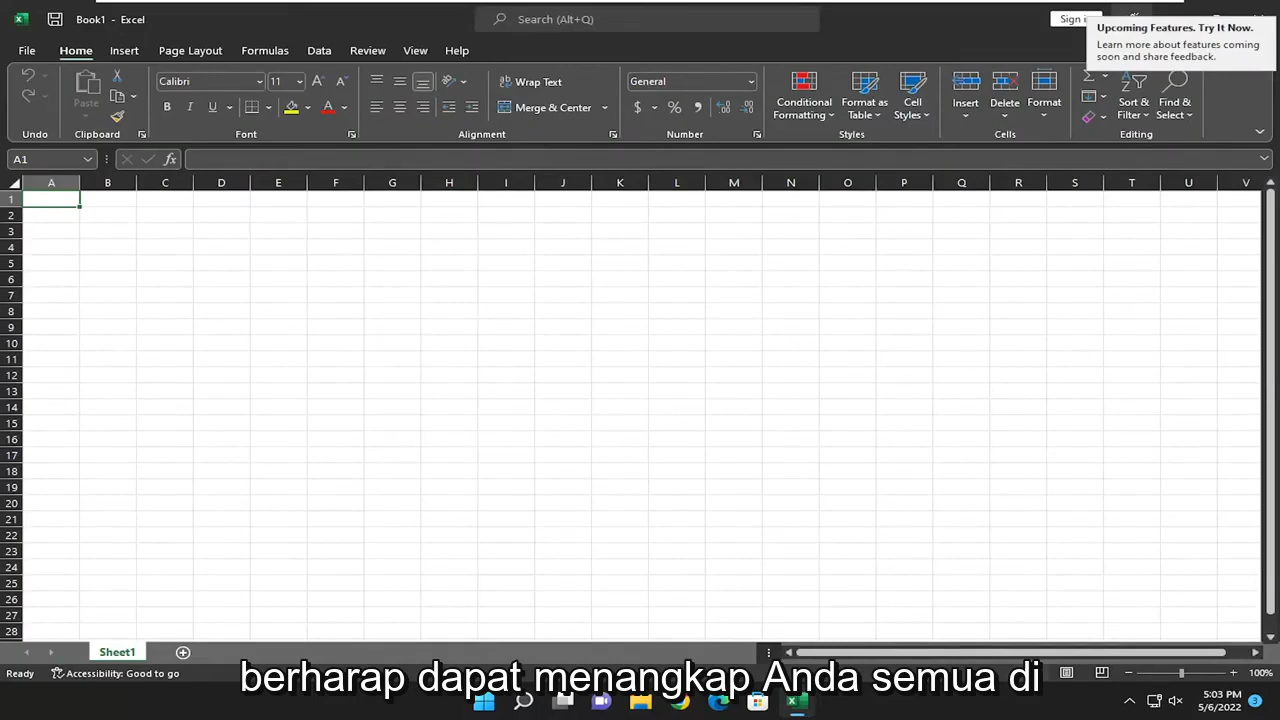 Book1 - Excel
Search (Alt+Q)
Upcoming Features. Try It Now.
Learn more about features coming
soon and share feedback.
File Home Insert Page Layout Formulas Data Review View Help
Calibri 11 Wrap Text General
Paste
B I U Merge & Center $ % 9
Conditional
Formatting
Format as
Table
Cell
Styles
Insert Delete Format
Sort &
Filter
Find &
Select
Undo Clipboard Font Alignment Number Styles Cells Editing
A1 fx
A B C D E F G H I J K L M N O P Q R S T U V
1
2
3
4
5
6
7
8
9
10
11
12
13
14
15
16
17
18
19
20
21
22
23
24
25
26
27
28
Sheet1
Ready Accessibility: Good to go 100%
berharap dapat menangkap Anda semua di
5:03 PM
5/6/2022 3